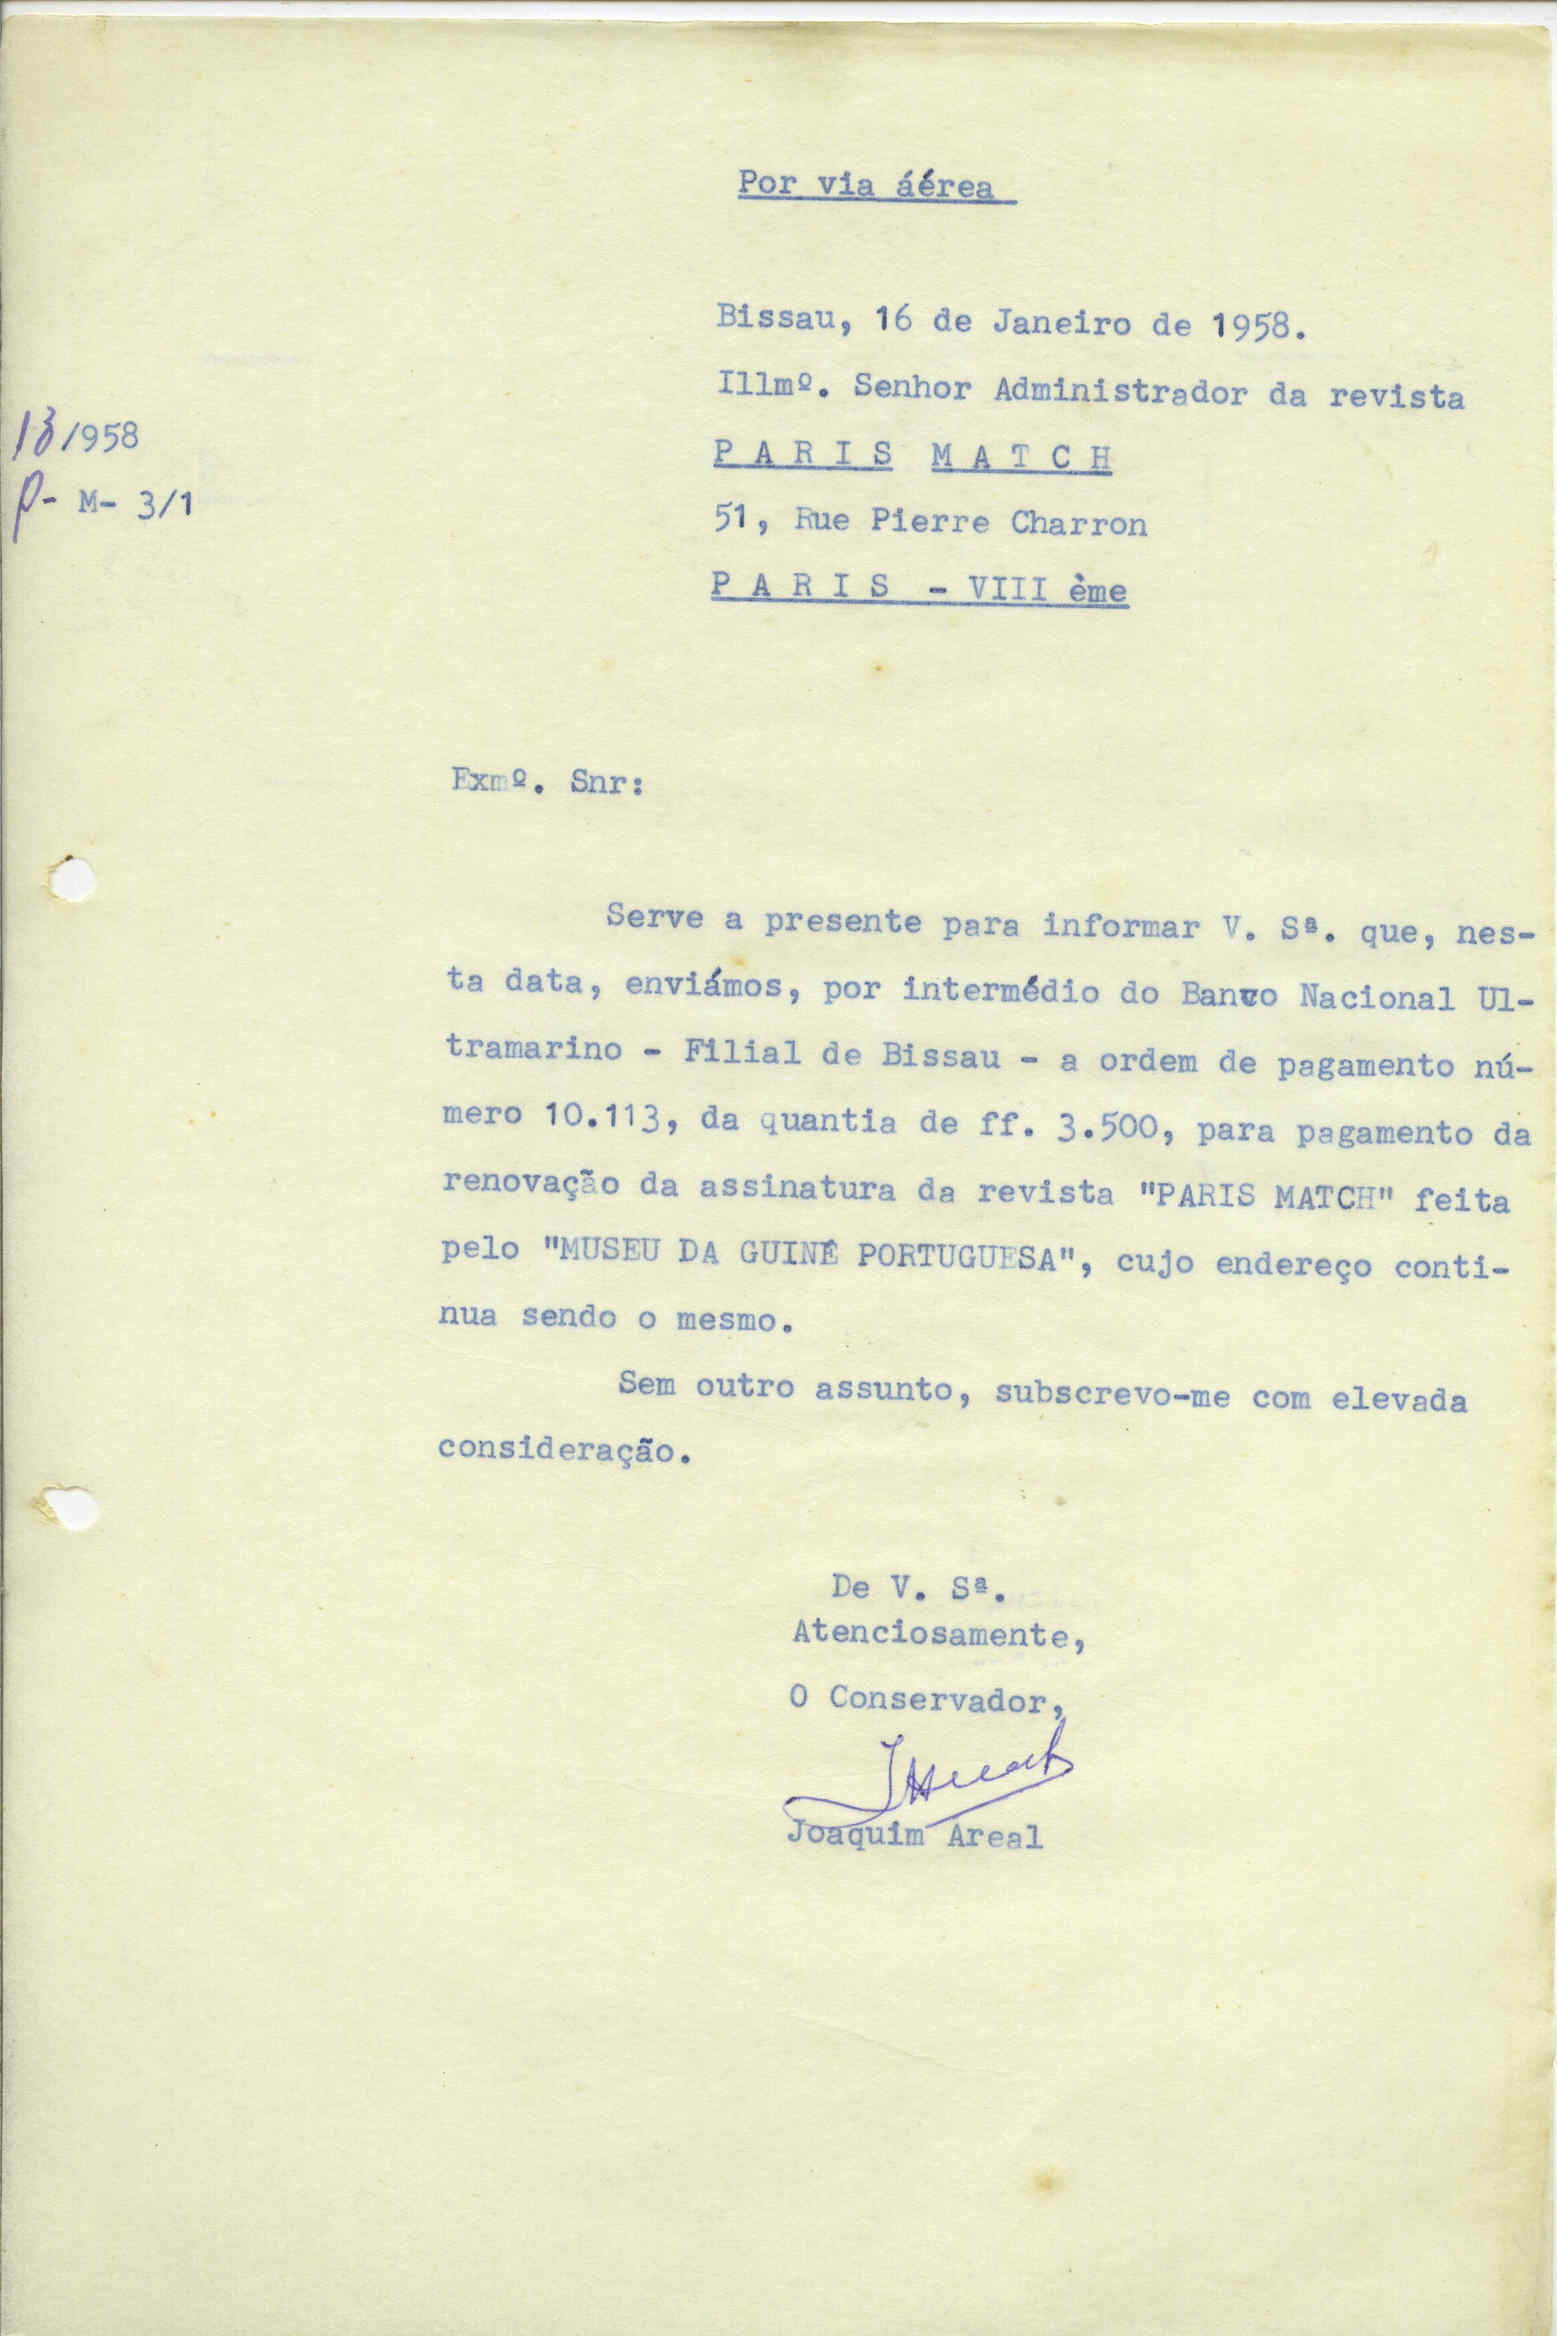 Por via áérea
Bissau, 16 de Janeiro de 1958.
Illmº. Senhor Administrador da revista
13/958
P A R I S M A T C H
P- M- 3/1
51, Rue Pierre Charron
P A R I S - VIII ème
Exmº. Snr:
Serve a presente para informar V. Sª. que, nes-
ta data, enviámos, por intermédio do Banco Nacional Ul-
tramarino - Filial de Bissau - a ordem de pagamento nú-
mero 10.113, da quantia de ff. 3.500, para pagamento da
renovação da assinatura da revista "PARIS MATCH" feita
pelo "MUSEU DA GUINÉ PORTUGUESA", cujo endereço conti-
nua sendo o mesmo.
Sem outro assunto, subscrevo-me com elevada
consideração.
De V. Sª.
Atenciosamente,
O Conservador,
Joaquim Areal